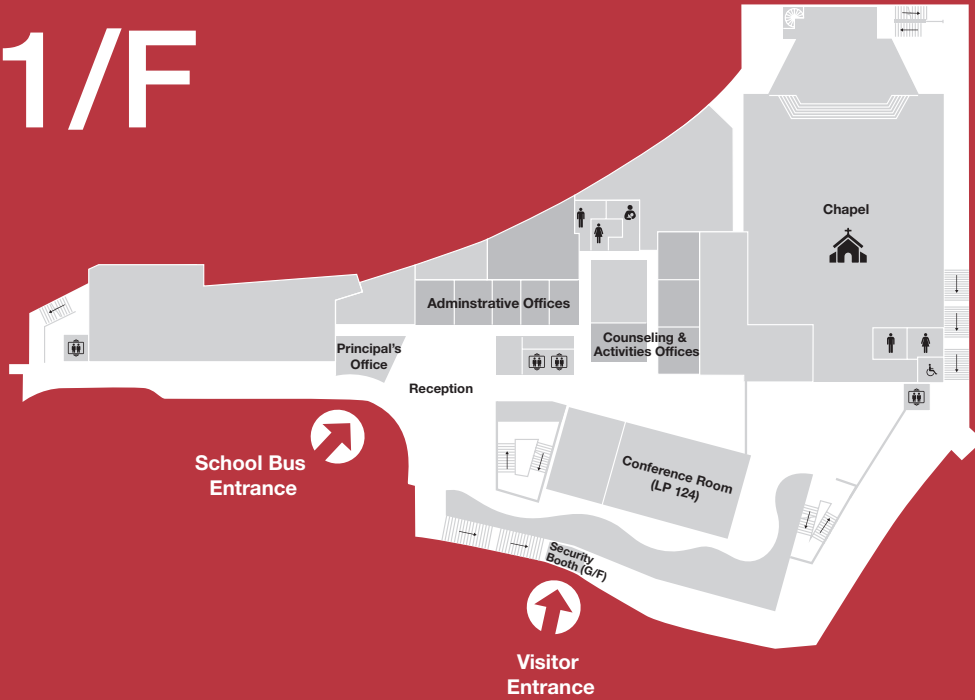 1/F
Chapel
Adminstrative Offices
Counseling &
Activities Offices
Principal's
Office
Reception
School Bus
Entrance
Conference Room
(LP 124)
Security
Booth (G/F)
Visitor
Entrance